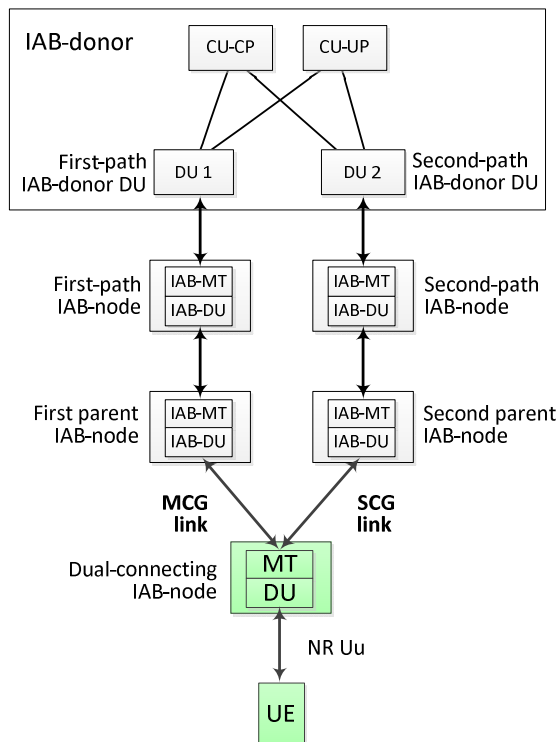 IAB-donor
CU-CP
CU-UP
First-path
IAB-donor DU
DU 1
DU 2
Second-path
IAB-donor DU
First-path
IAB-node
IAB-MT
IAB-DU
IAB-MT
IAB-DU
Second-path
IAB-node
First parent
IAB-node
IAB-MT
IAB-DU
IAB-MT
IAB-DU
Second parent
IAB-node
MCG
link
SCG
link
Dual-connecting
IAB-node
MT
DU
NR Uu
UE